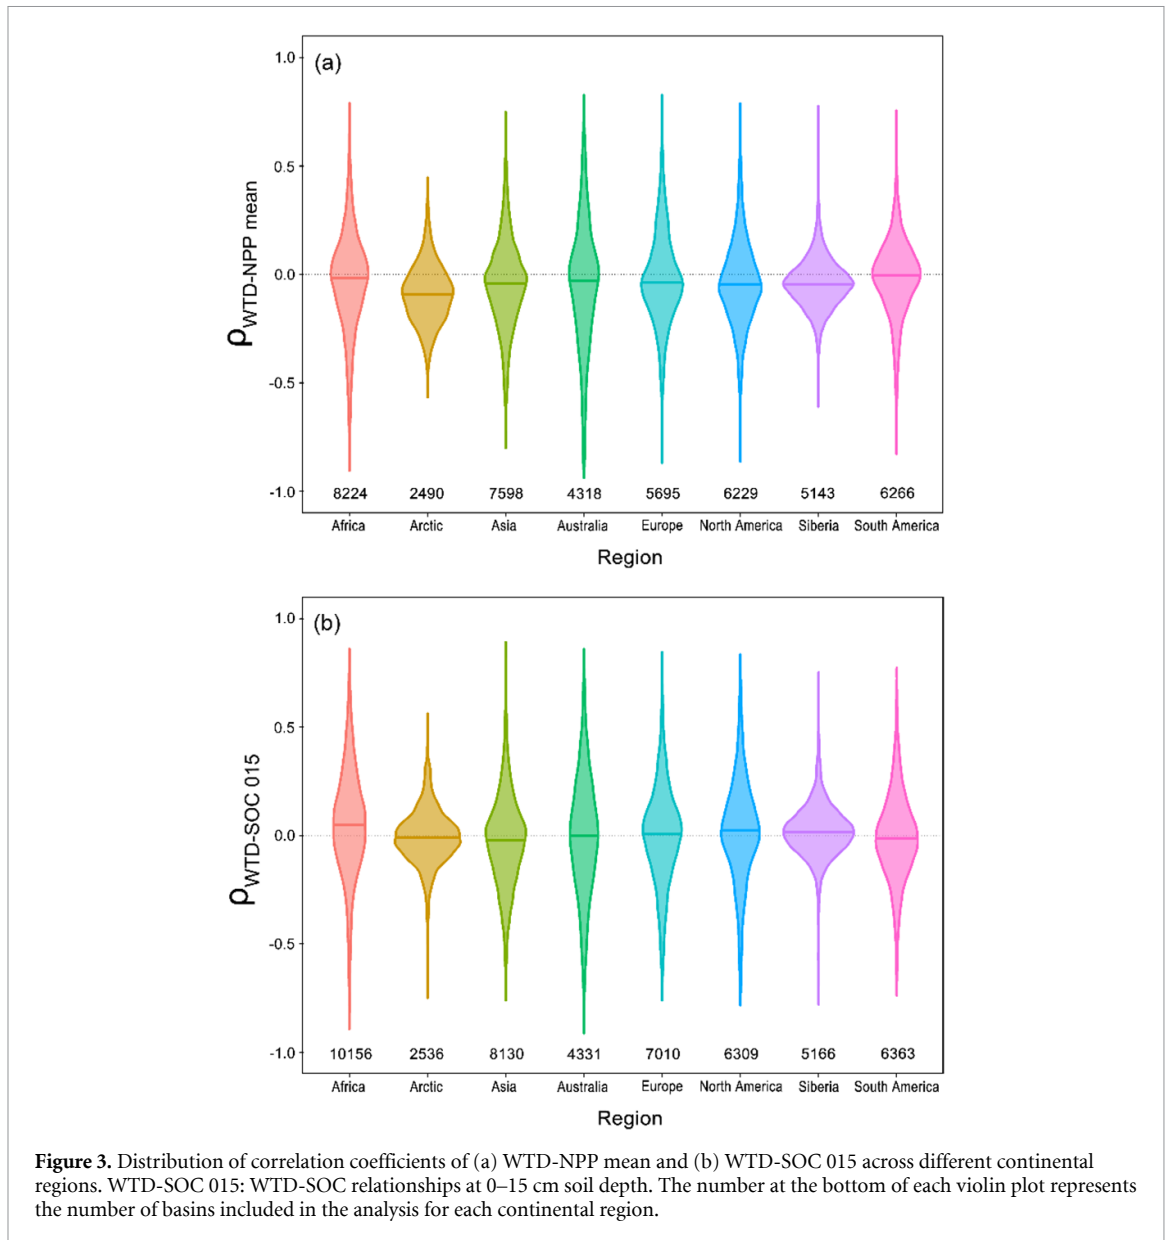 (a)
1.0
0.5
0.0
-0.5
-1.0
ρWTD-NPP mean
8224 2490 7598 4318 5695 6229 5143 6266
Africa Arctic Asia Australia Europe North America Siberia South America
Region
(b)
1.0
0.5
0.0
-0.5
-1.0
ρWTD-SOC 015
10156 2536 8130 4331 7010 6309 5166 6363
Africa Arctic Asia Australia Europe North America Siberia South America
Region
Figure 3. Distribution of correlation coefficients of (a) WTD-NPP mean and (b) WTD-SOC 015 across different continental
regions. WTD-SOC 015: WTD-SOC relationships at 0–15 cm soil depth. The number at the bottom of each violin plot represents
the number of basins included in the analysis for each continental region.